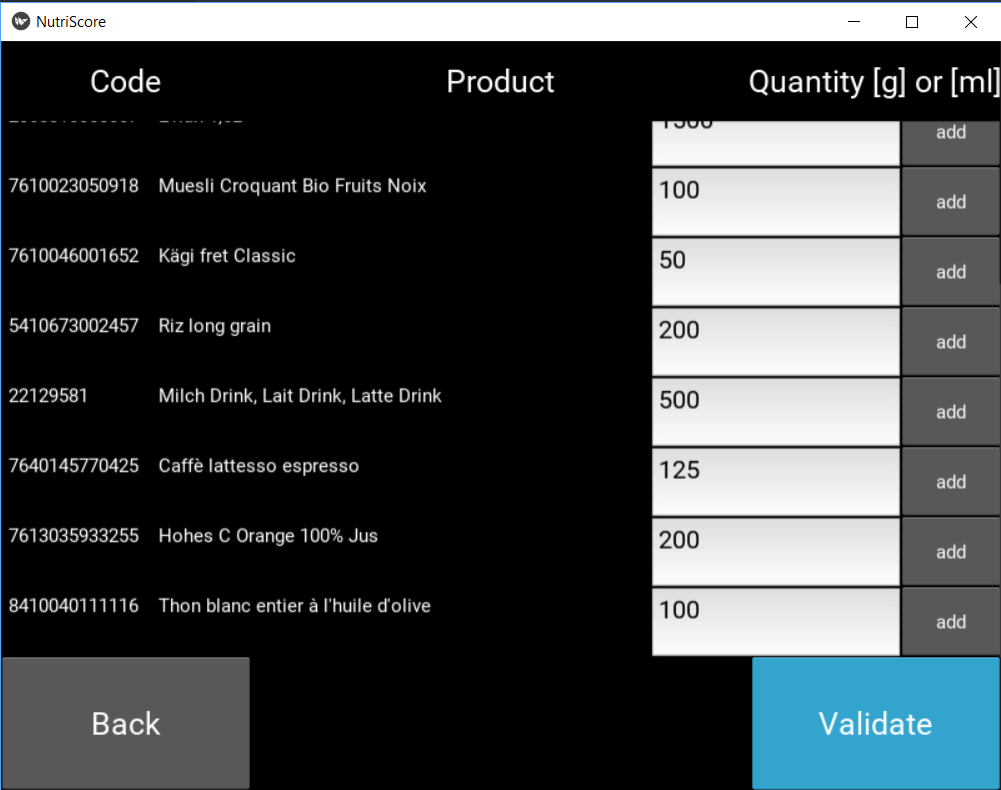 NutriScore
Code Product Quantity [g] or [ml]
1500 add
7610023050918 Muesli Croquant Bio Fruits Noix 100 add
7610046001652 Kägi fret Classic 50 add
5410673002457 Riz long grain 200 add
22129581 Milch Drink, Lait Drink, Latte Drink 500 add
7640145770425 Caffè lattesso espresso 125 add
7613035933255 Hohes C Orange 100% Jus 200 add
8410040111116 Thon blanc entier à l'huile d'olive 100 add
Back Validate